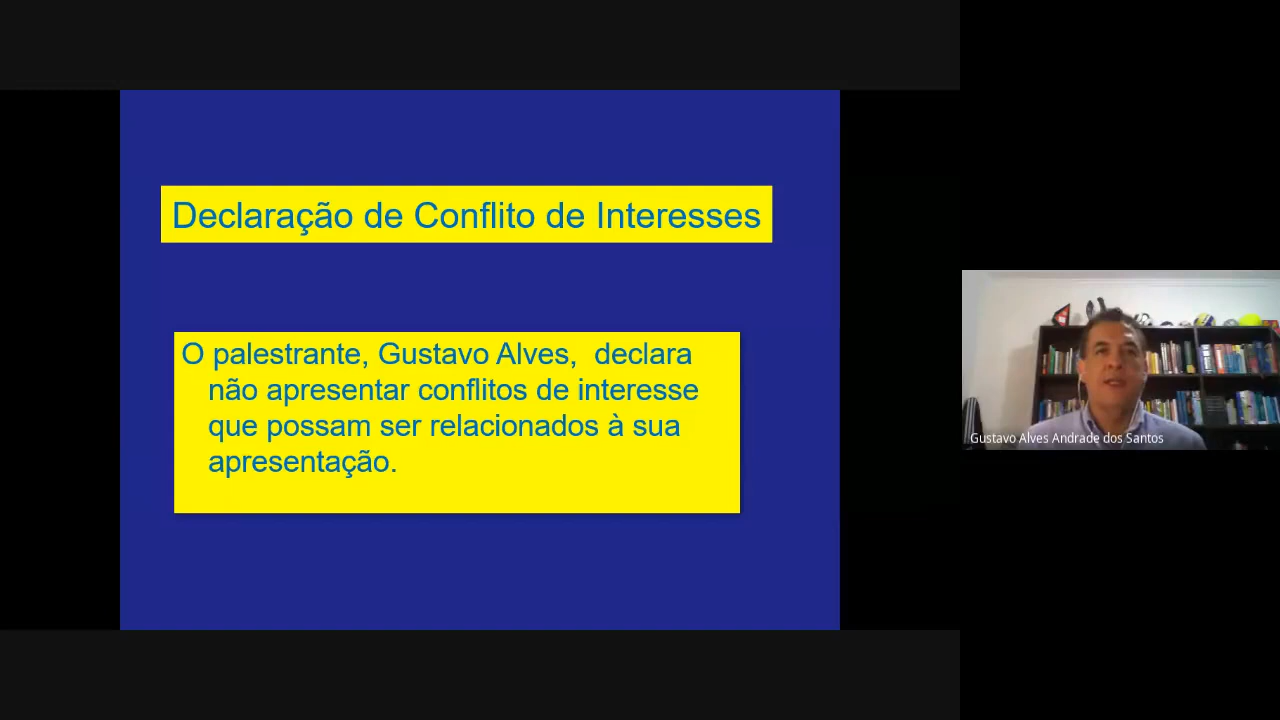 Declaração de Conflito de Interesses
O palestrante, Gustavo Alves,  declara
não apresentar conflitos de interesse
que possam ser relacionados à sua
apresentação.
Gustavo Alves Andrade dos Santos